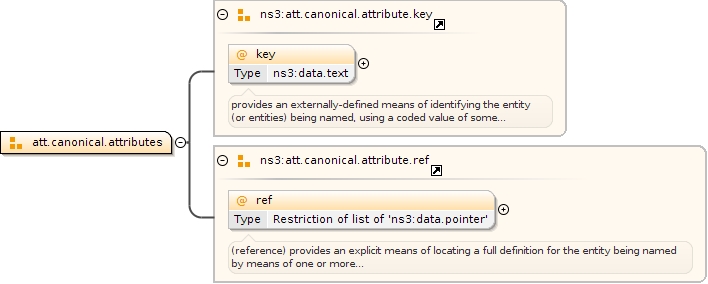 ns3:att.canonical.attribute.key
@ key
Type ns3:data.text
provides an externally-defined means of identifying the entity
(or entities) being named, using a coded value of some...
att.canonical.attributes
ns3:att.canonical.attribute.ref
@ ref
Type Restriction of list of 'ns3:data.pointer'
(reference) provides an explicit means of locating a full definition for the entity being named
by means of one or more...